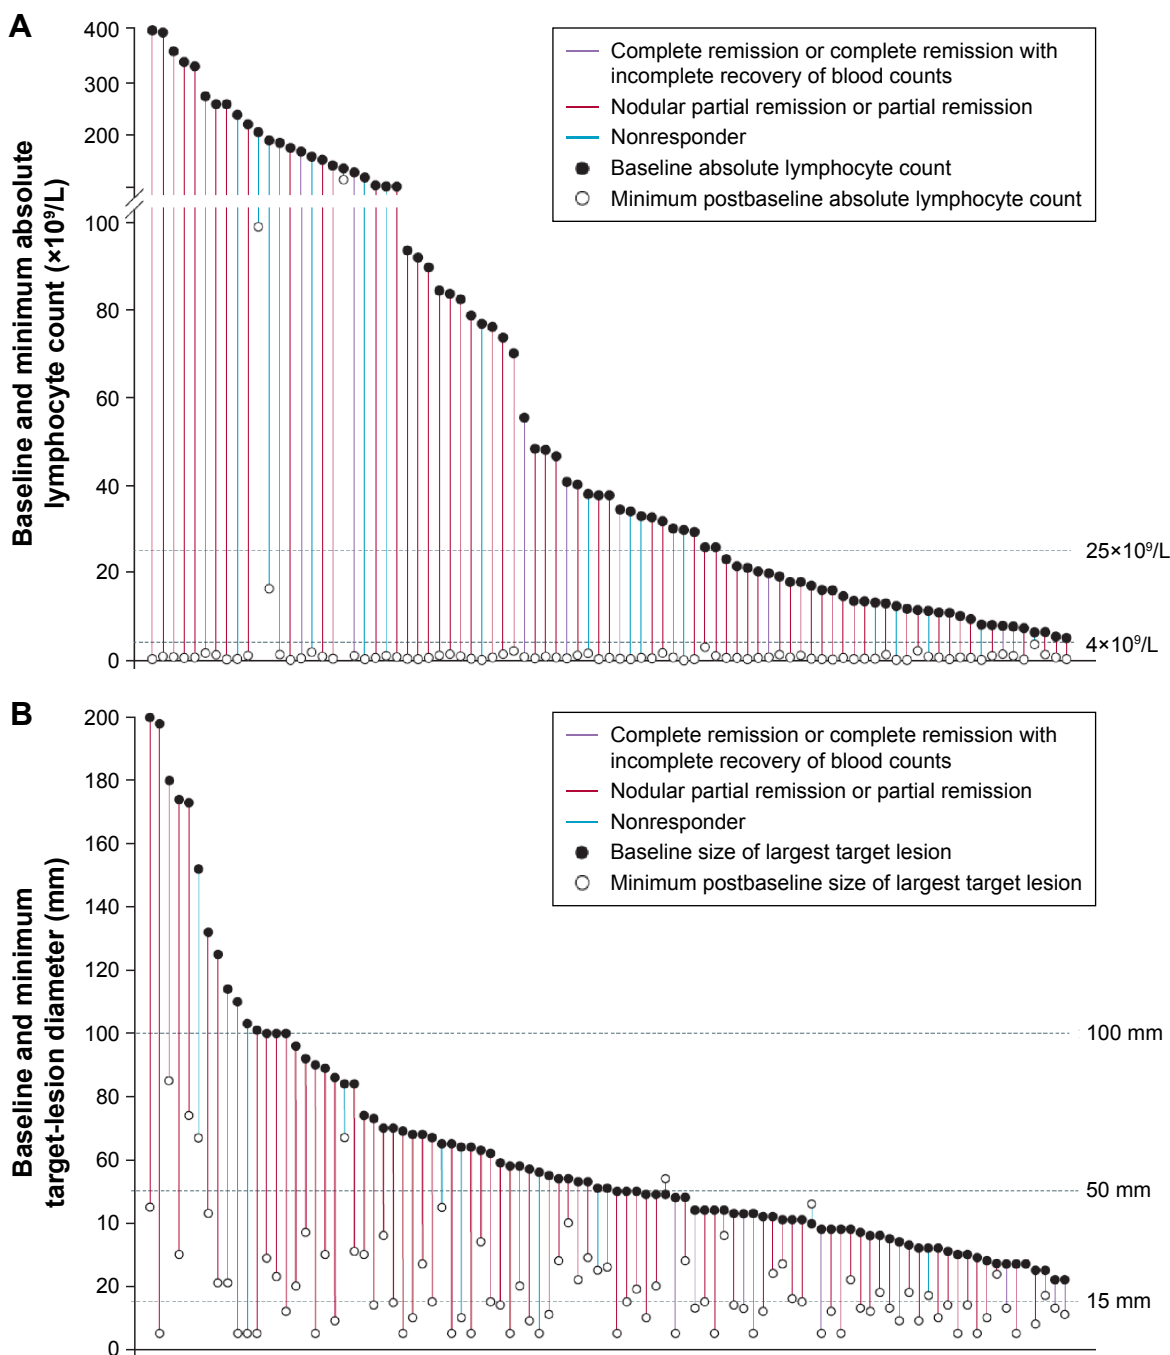 A
Baseline and minimum absolute
lymphocyte count (×10⁹/L)
400
300
200
100
80
60
40
20
0
Complete remission or complete remission with
incomplete recovery of blood counts
Nodular partial remission or partial remission
Nonresponder
Baseline absolute lymphocyte count
Minimum postbaseline absolute lymphocyte count
25×10⁹/L
4×10⁹/L
B
Baseline and minimum
target-lesion diameter (mm)
200
180
160
140
120
100
80
60
10
20
0
Complete remission or complete remission with
incomplete recovery of blood counts
Nodular partial remission or partial remission
Nonresponder
Baseline size of largest target lesion
Minimum postbaseline size of largest target lesion
100 mm
50 mm
15 mm